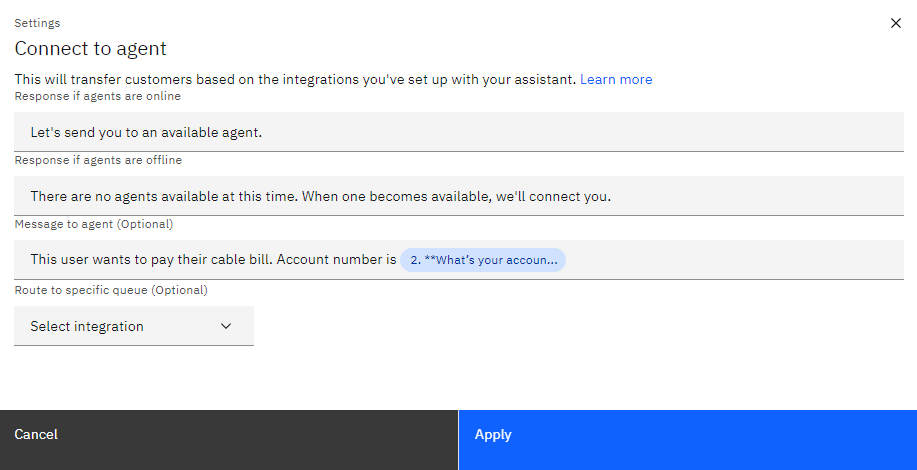 Settings
Connect to agent
This will transfer customers based on the integrations you've set up with your assistant. Learn more
Response if agents are online
Let's send you to an available agent.
Response if agents are offline
There are no agents available at this time. When one becomes available, we'll connect you.
Message to agent (Optional)
This user wants to pay their cable bill. Account number is 2. **What's your accoun...
Route to specific queue (Optional)
Select integration
Cancel
Apply